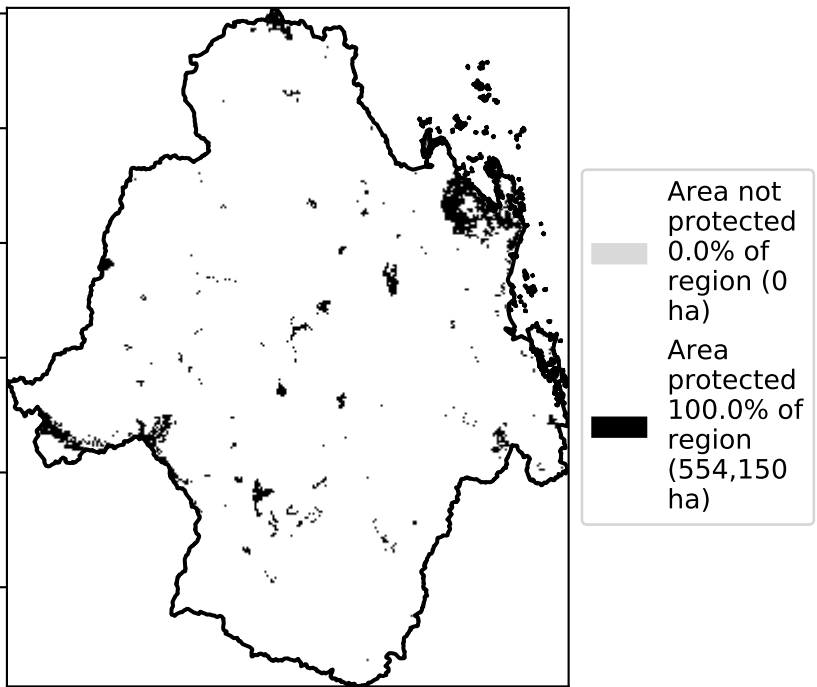 Area not
protected
0.0% of
region (0
ha)
Area
protected
100.0% of
region
(554,150
ha)